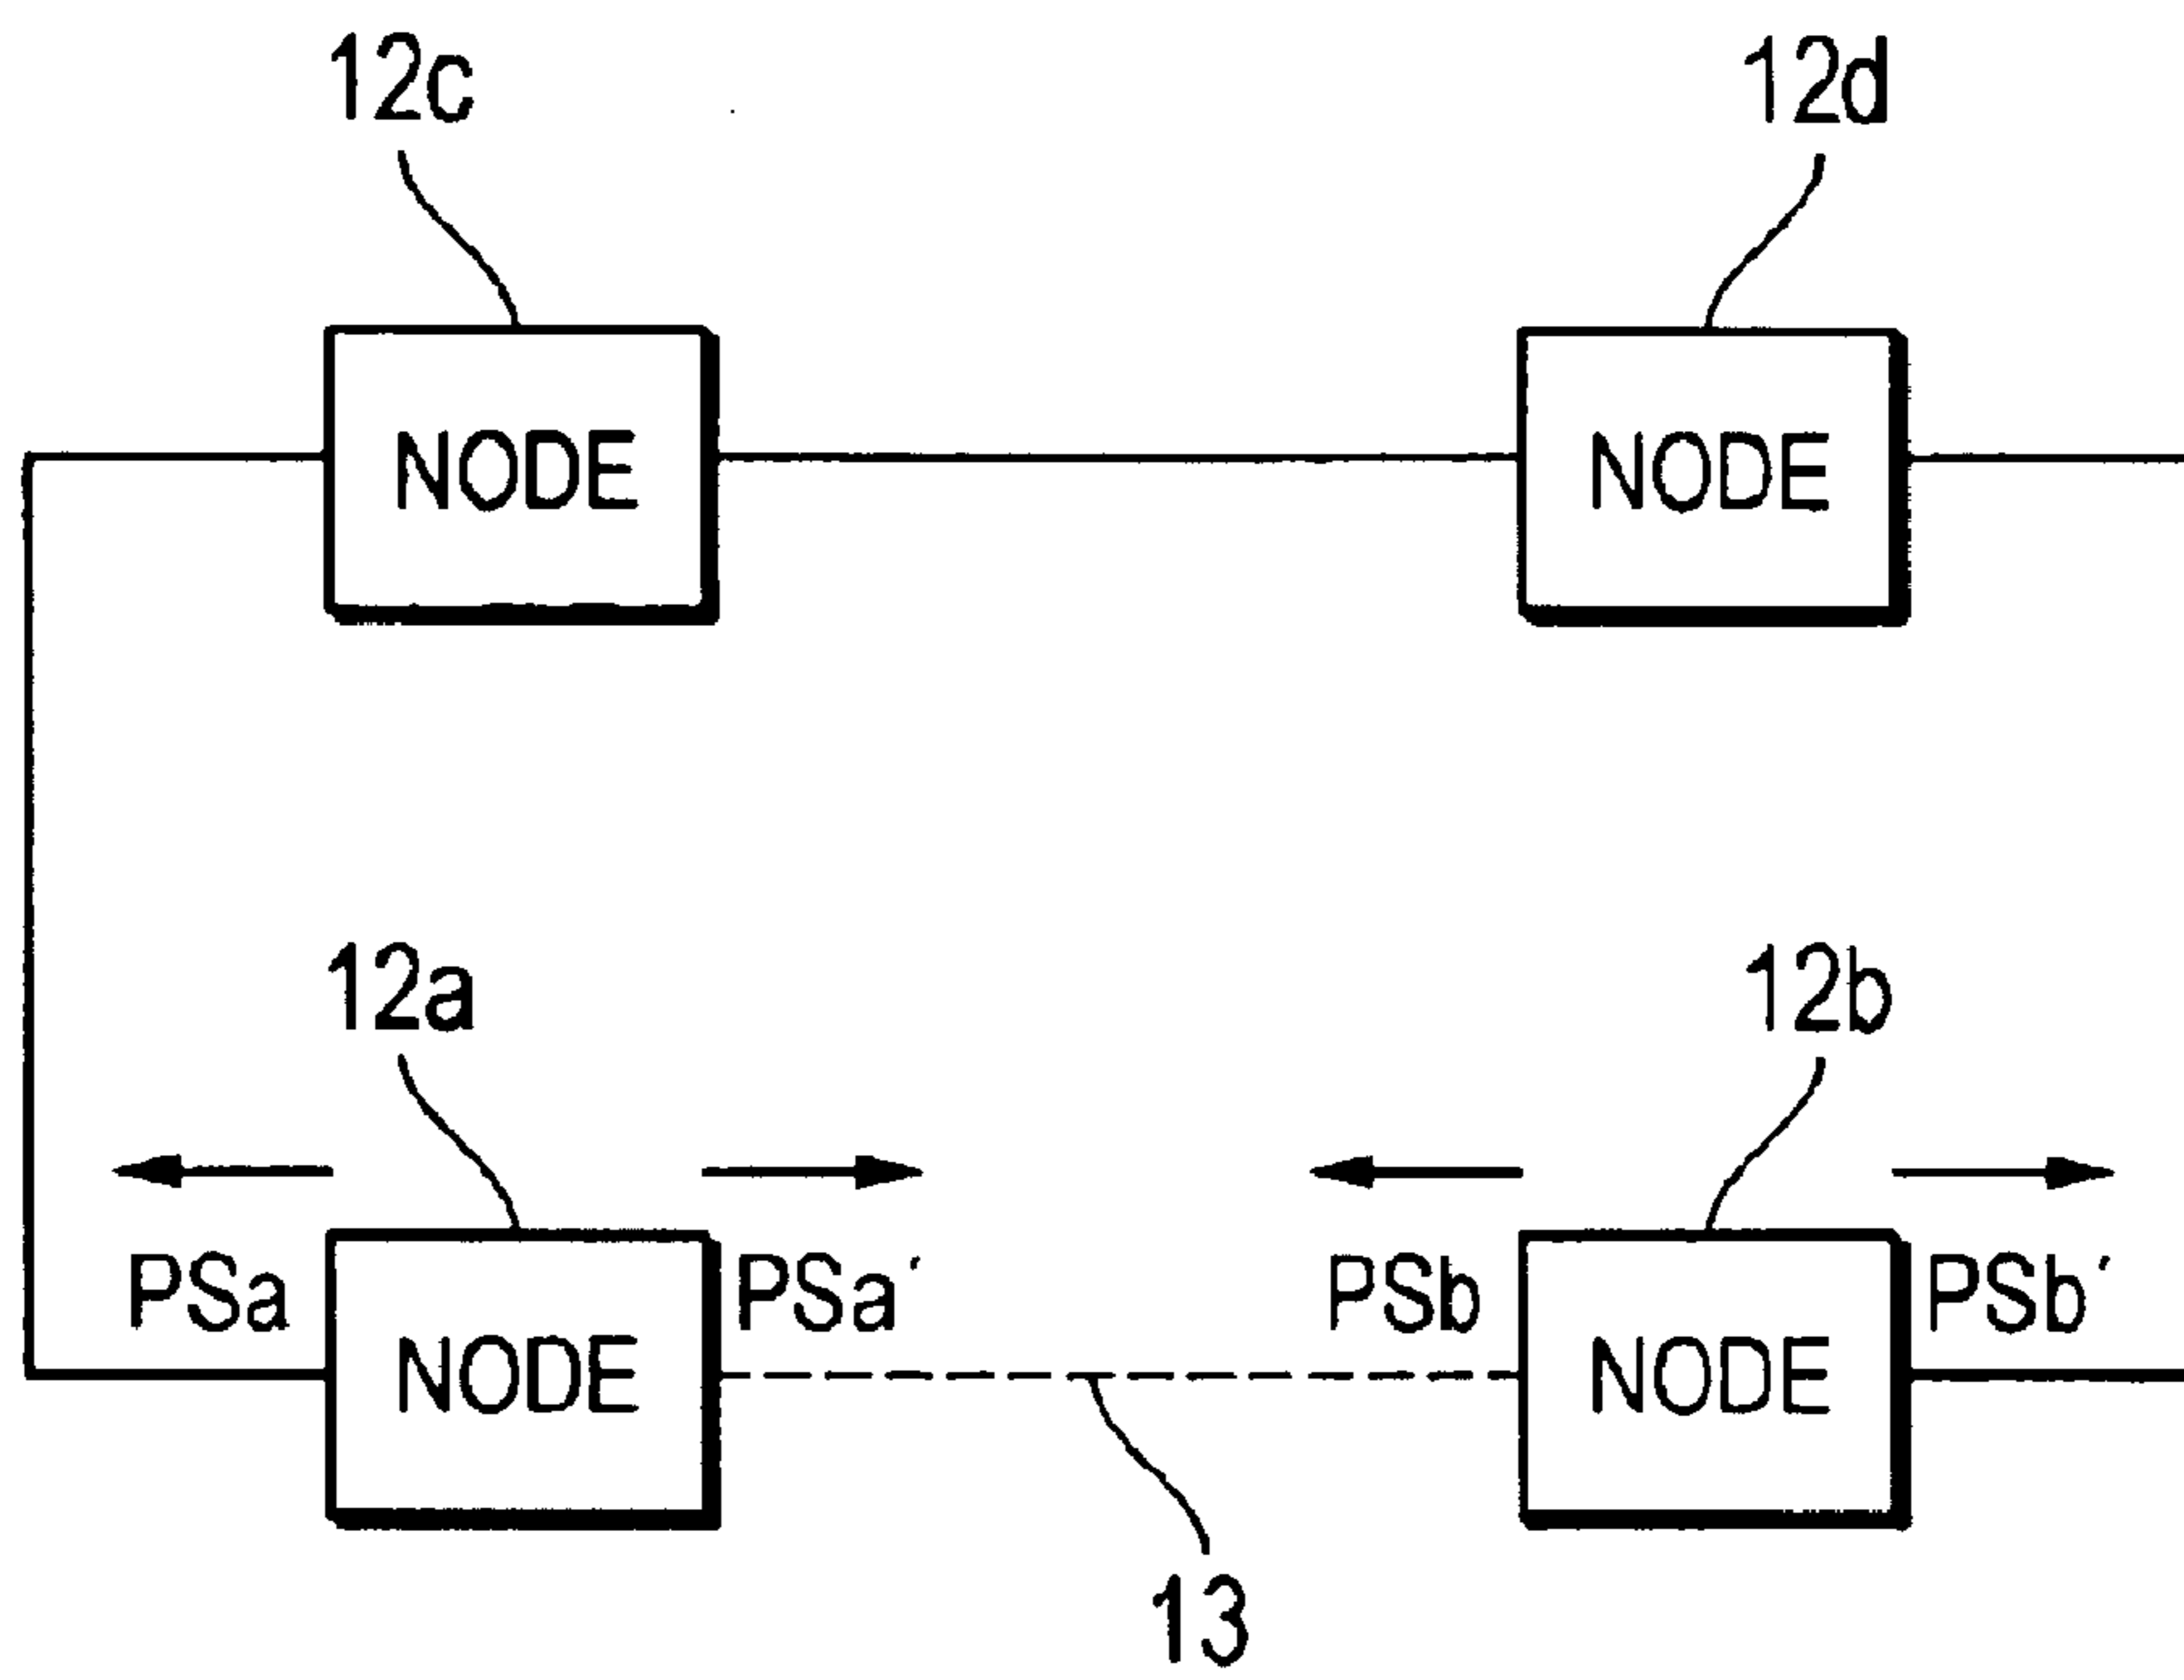 12c 12d
NODE NODE
12a 12b
PSa PSa´ PSb PSb´
NODE NODE
13